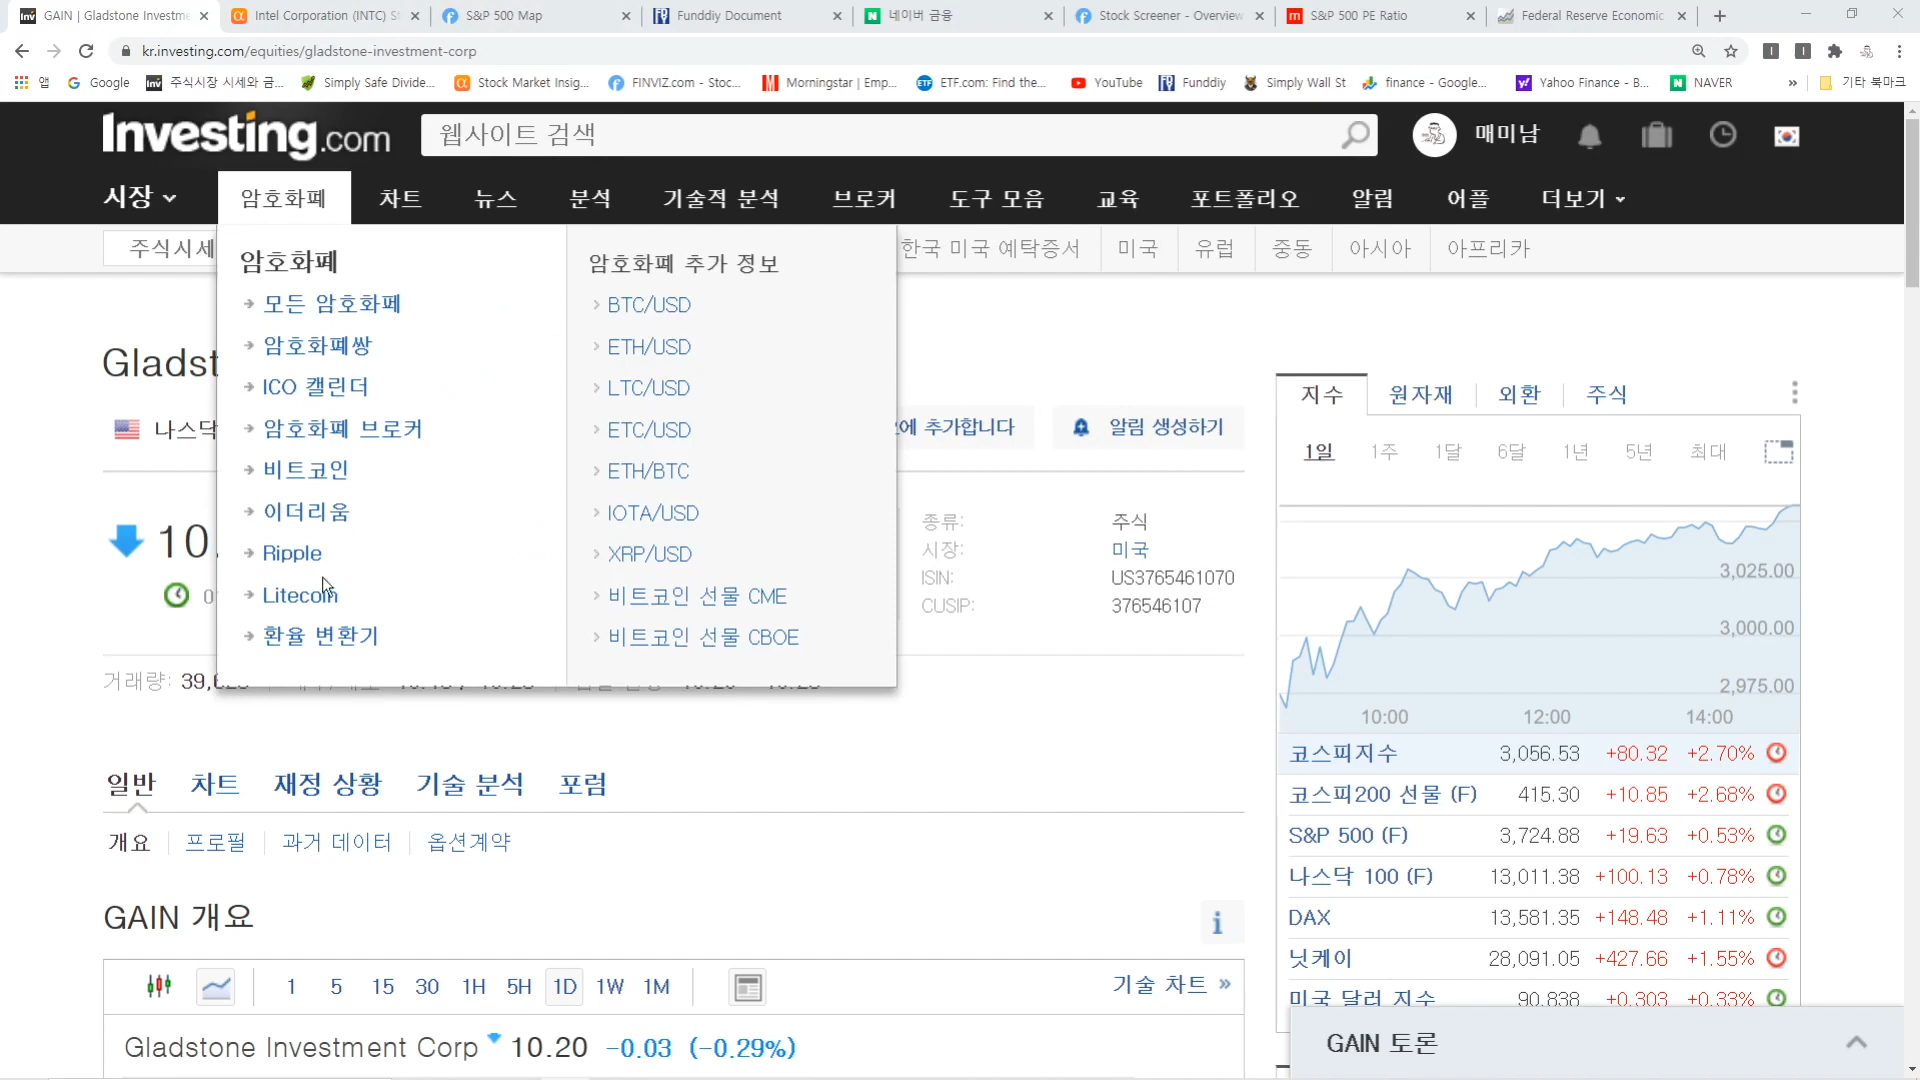 GAIN | Gladstone Investme
Intel Corporation (INTC) S
S&P 500 Map
Funddiy Document
네이버 금융
Stock Screener - Overview
S&P 500 PE Ratio
Federal Reserve Economic
kr.investing.com/equities/gladstone-investment-corp
앱
Google
주식시장 시세와 금...
Simply Safe Divide...
Stock Market Insig...
FINVIZ.com - Stoc...
Morningstar | Emp...
ETF.com: Find the...
YouTube
Funddiy
Simply Wall St
finance - Google...
Yahoo Finance - B...
NAVER
»
기타 북마크
Investing.com
웹사이트 검색
매미남
시장 암호화폐 차트 뉴스 분석 기술적 분석 브로커 도구 모음 교육 포트폴리오 알림 어플 더보기
주식시세
한국 미국 예탁증서 미국 유럽 중동 아시아 아프리카
암호화폐
모든 암호화폐
암호화폐쌍
ICO 캘린더
암호화폐 브로커
비트코인
이더리움
Ripple
Litecoin
환율 변환기
암호화폐 추가 정보
BTC/USD
ETH/USD
LTC/USD
ETC/USD
ETH/BTC
IOTA/USD
XRP/USD
비트코인 선물 CME
비트코인 선물 CBOE
Gladst
나스닥
에 추가합니다
알림 생성하기
10.
0
종류: 주식
시장: 미국
ISIN: US3765461070
CUSIP: 376546107
거래량: 39,
일반 차트 재정 상황 기술 분석 포럼
개요 프로필 과거 데이터 옵션계약
GAIN 개요
i
1 5 15 30 1H 5H 1D 1W 1M
기술 차트 »
Gladstone Investment Corp 10.20 -0.03 (-0.29%)
지수 원자재 외환 주식
1일 1주 1달 6달 1년 5년 최대
3,025.00
3,000.00
2,975.00
10:00 12:00 14:00
코스피지수 3,056.53 +80.32 +2.70%
코스피200 선물 (F) 415.30 +10.85 +2.68%
S&P 500 (F) 3,724.88 +19.63 +0.53%
나스닥 100 (F) 13,011.38 +100.13 +0.78%
DAX 13,581.35 +148.48 +1.11%
닛케이 28,091.05 +427.66 +1.55%
미국 달러 지수 90.838 +0.303 +0.33%
GAIN 토론